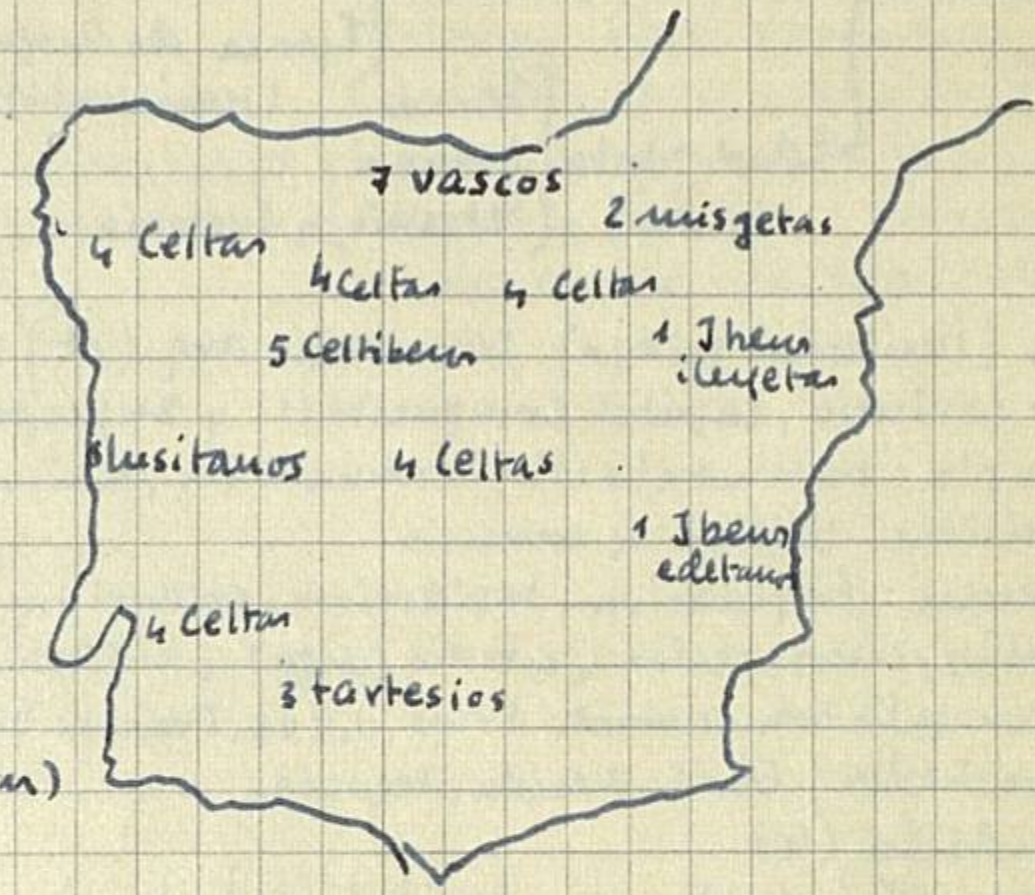 7 vascos
2 misgetas
4 Celtas
4 Celtas
4 Celtas
5 Celtiberos
1 Iberos
ilergetas
lusitanos
4 Celtas
1 Iberos
edetanos
4 Celtas
3 tartesios